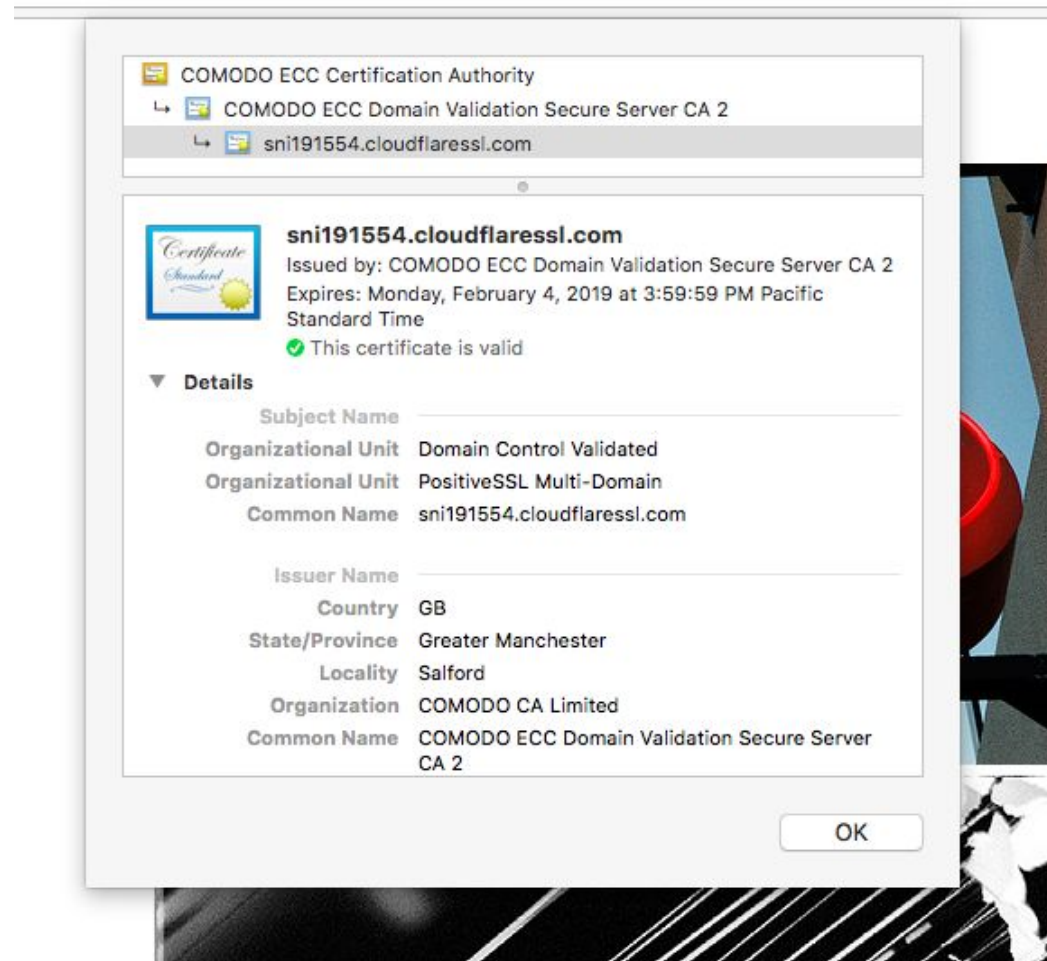 COMODO ECC Certification Authority
↳ COMODO ECC Domain Validation Secure Server CA 2
↳ sni191554.cloudflaressl.com
Certificate
Standard
sni191554.cloudflaressl.com
Issued by: COMODO ECC Domain Validation Secure Server CA 2
Expires: Monday, February 4, 2019 at 3:59:59 PM Pacific
Standard Time
This certificate is valid
Details
Subject Name
Organizational Unit Domain Control Validated
Organizational Unit PositiveSSL Multi-Domain
Common Name sni191554.cloudflaressl.com
Issuer Name
Country GB
State/Province Greater Manchester
Locality Salford
Organization COMODO CA Limited
Common Name COMODO ECC Domain Validation Secure Server
CA 2
OK